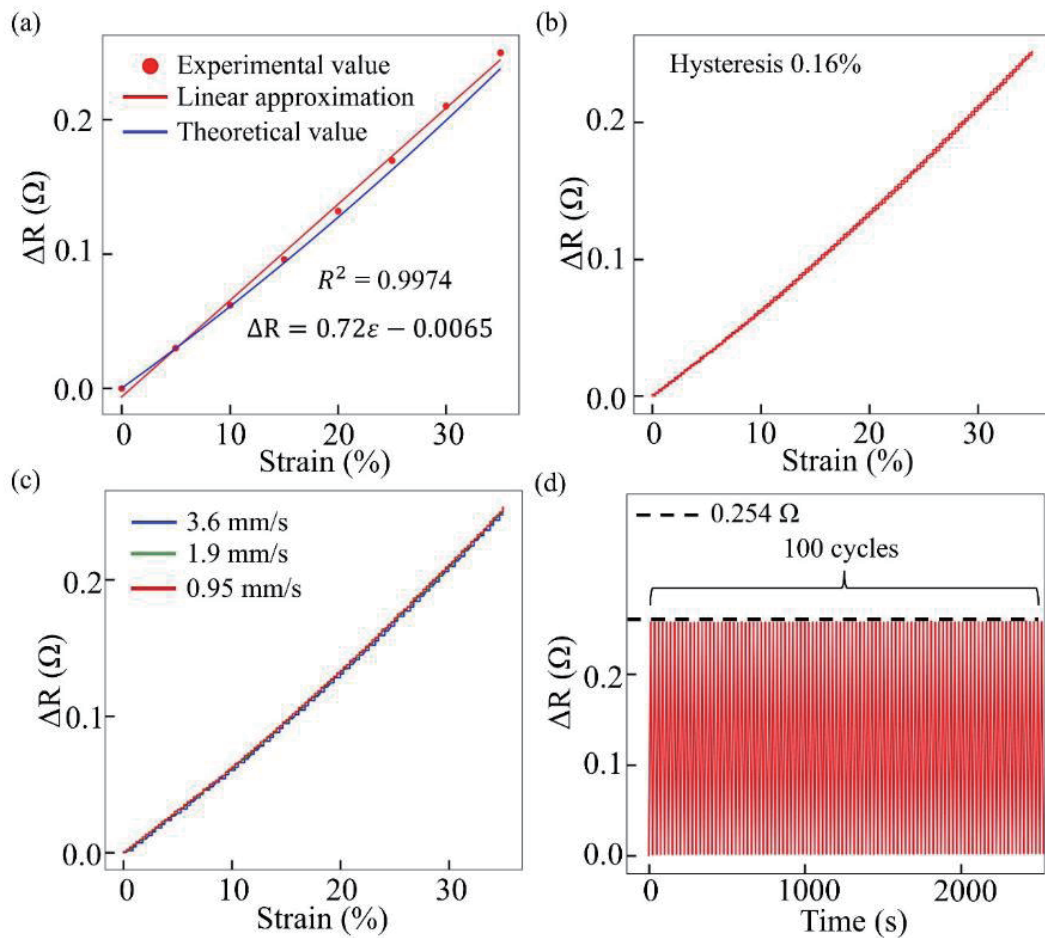 (a)
Experimental value
Linear approximation
Theoretical value
0.2
0.1
0.0
ΔR (Ω)
R² = 0.9974
ΔR = 0.72ε − 0.0065
0 10 20 30
Strain (%)
(b)
Hysteresis 0.16%
0.2
0.1
0.0
ΔR (Ω)
0 10 20 30
Strain (%)
(c)
3.6 mm/s
1.9 mm/s
0.95 mm/s
0.2
0.1
0.0
ΔR (Ω)
0 10 20 30
Strain (%)
(d)
0.254 Ω
100 cycles
0.2
0.1
0.0
ΔR (Ω)
0 1000 2000
Time (s)